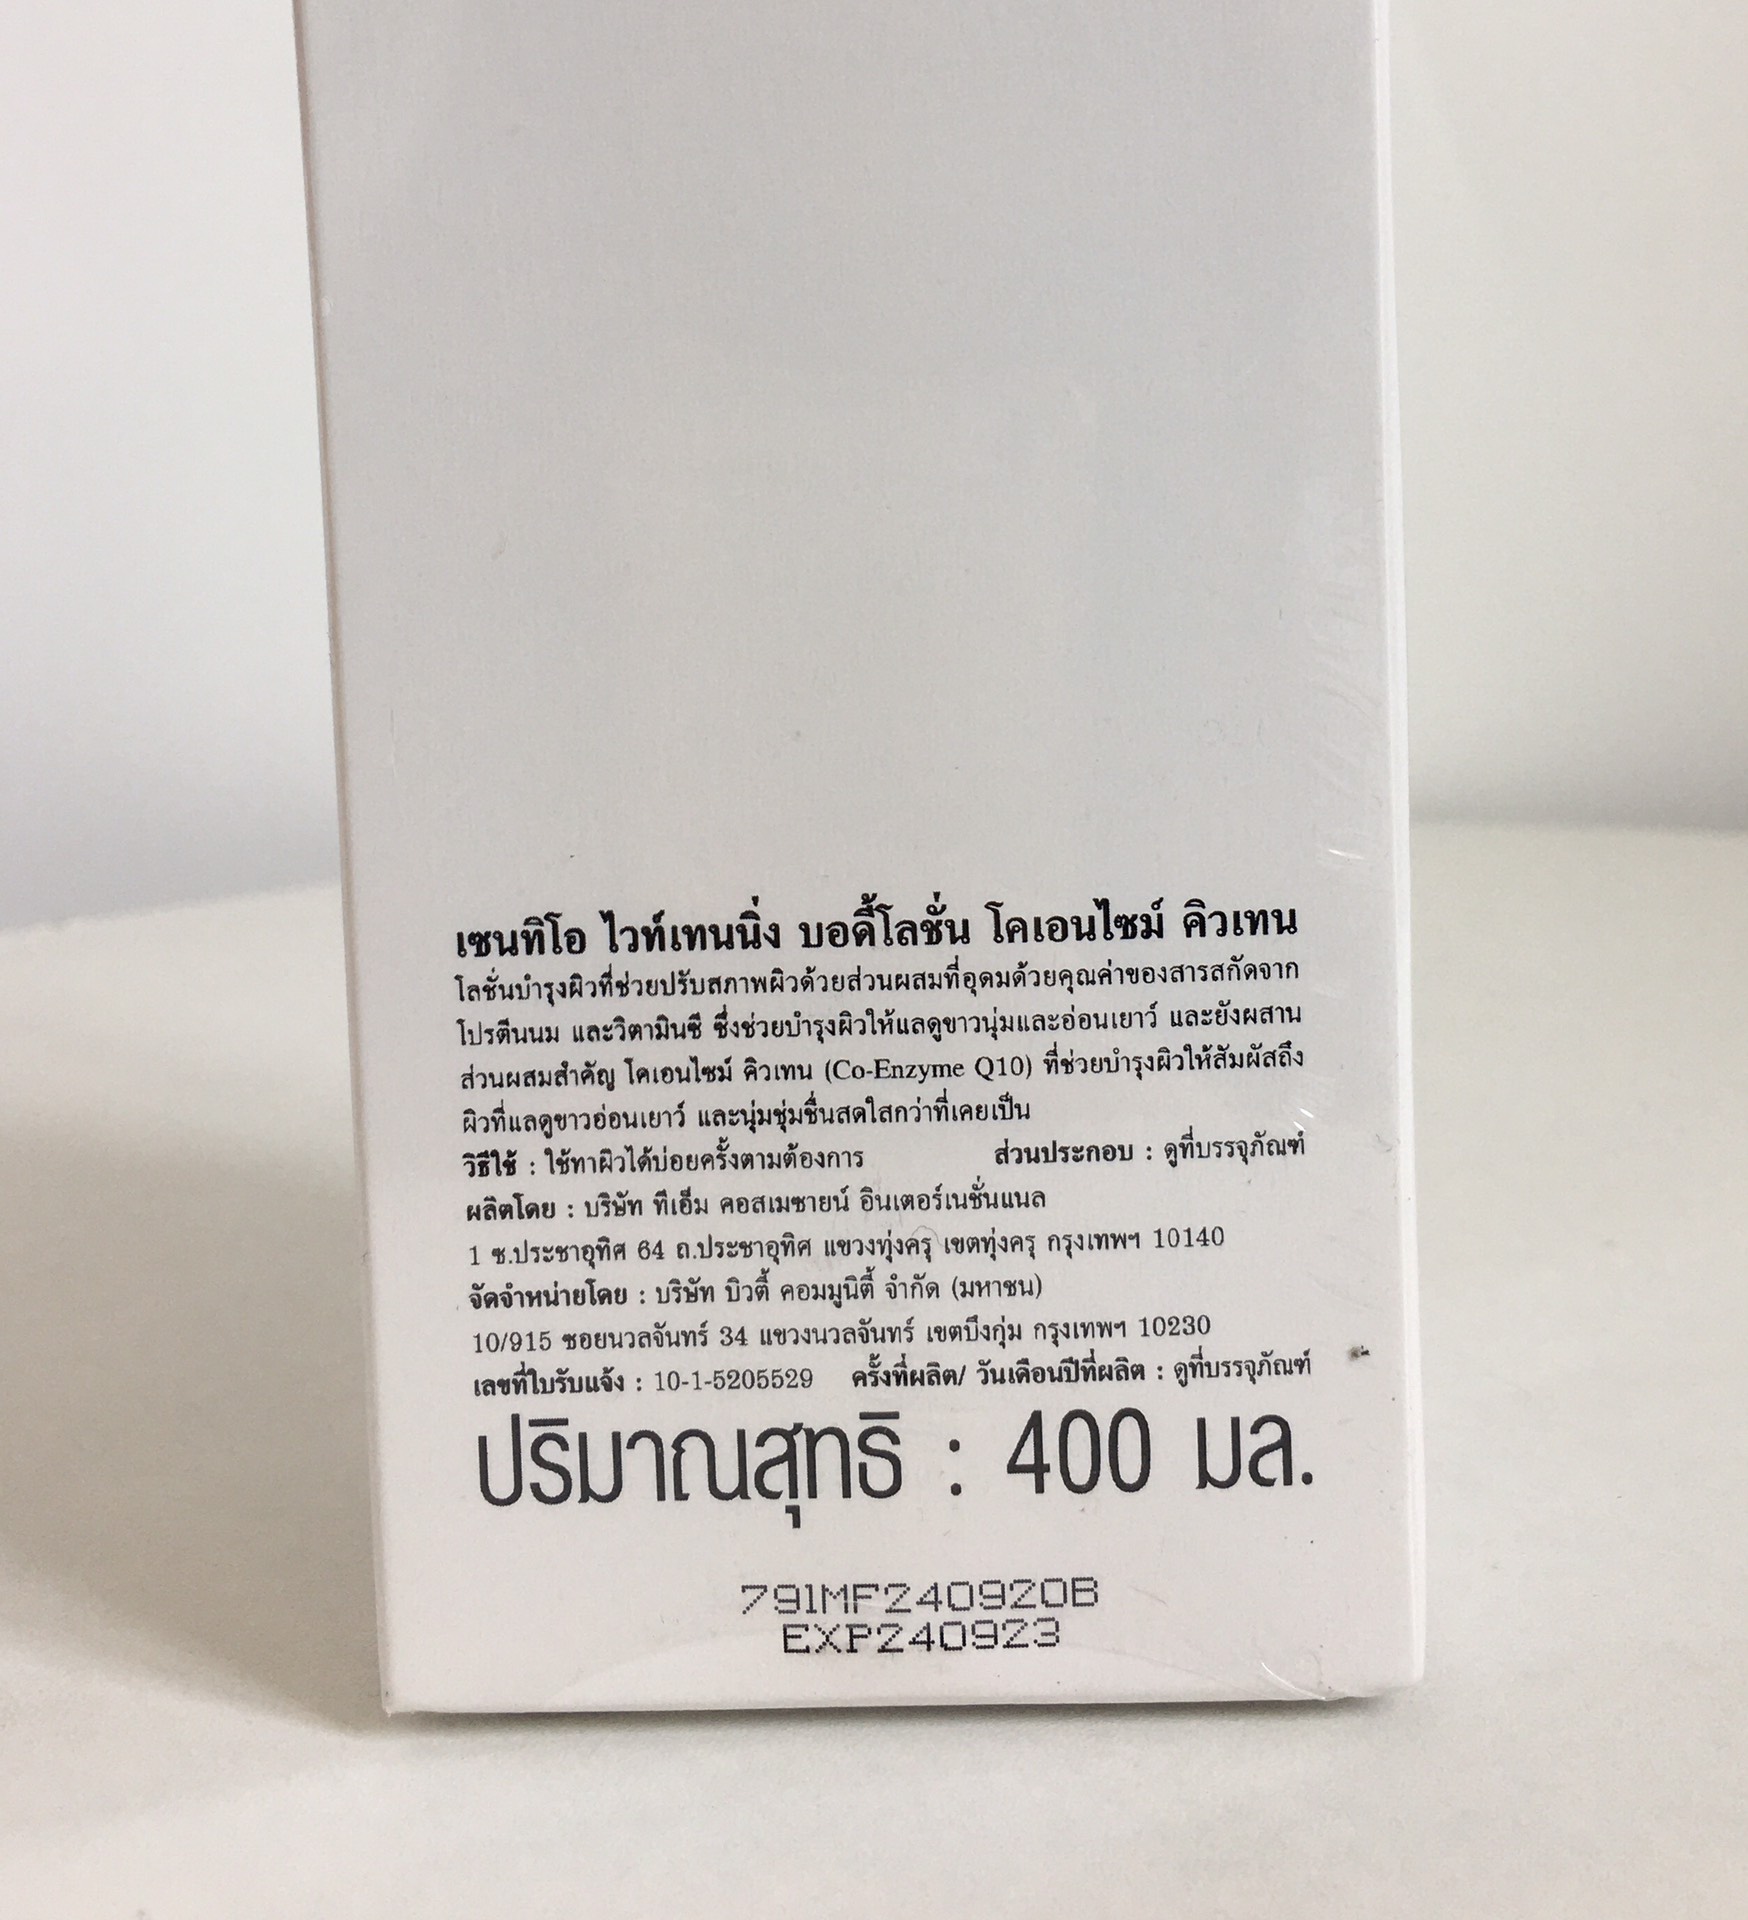 เซนทิโอ ไวท์เทนนิ่ง บอดี้โลชั่น โคเอนไซม์ คิวเทน
โลชั่นบำรุงผิวที่ช่วยปรับสภาพผิวด้วยส่วนผสมที่อุดมด้วยคุณค่าของสารสกัดจาก
โปรตีนนม และวิตามินซี ซึ่งช่วยบำรุงผิวให้แลดูขาวนุ่มและอ่อนเยาว์ และยังผสาน
ส่วนผสมสำคัญ โคเอนไซม์ คิวเทน (Co-Enzyme Q10) ที่ช่วยบำรุงผิวให้สัมผัสถึง
ผิวที่แลดูขาวอ่อนเยาว์ และนุ่มชุ่มชื่นสดใสกว่าที่เคยเป็น
วิธีใช้ : ใช้ทาผิวได้บ่อยครั้งตามต้องการ ส่วนประกอบ : ดูที่บรรจุภัณฑ์
ผลิตโดย : บริษัท ทีเอ็ม คอสเมซายน์ อินเตอร์เนชั่นแนล
1 ซ.ประชาอุทิศ 64 ถ.ประชาอุทิศ แขวงทุ่งครุ เขตทุ่งครุ กรุงเทพฯ 10140
จัดจำหน่ายโดย : บริษัท บิวตี้ คอมมูนิตี้ จำกัด (มหาชน)
10/915 ซอยนวลจันทร์ 34 แขวงนวลจันทร์ เขตบึงกุ่ม กรุงเทพฯ 10230
เลขที่ใบรับแจ้ง : 10-1-5205529 ครั้งที่ผลิต/ วันเดือนปีที่ผลิต : ดูที่บรรจุภัณฑ์
ปริมาณสุทธิ : 400 มล.
791MF240920B
EXP240923